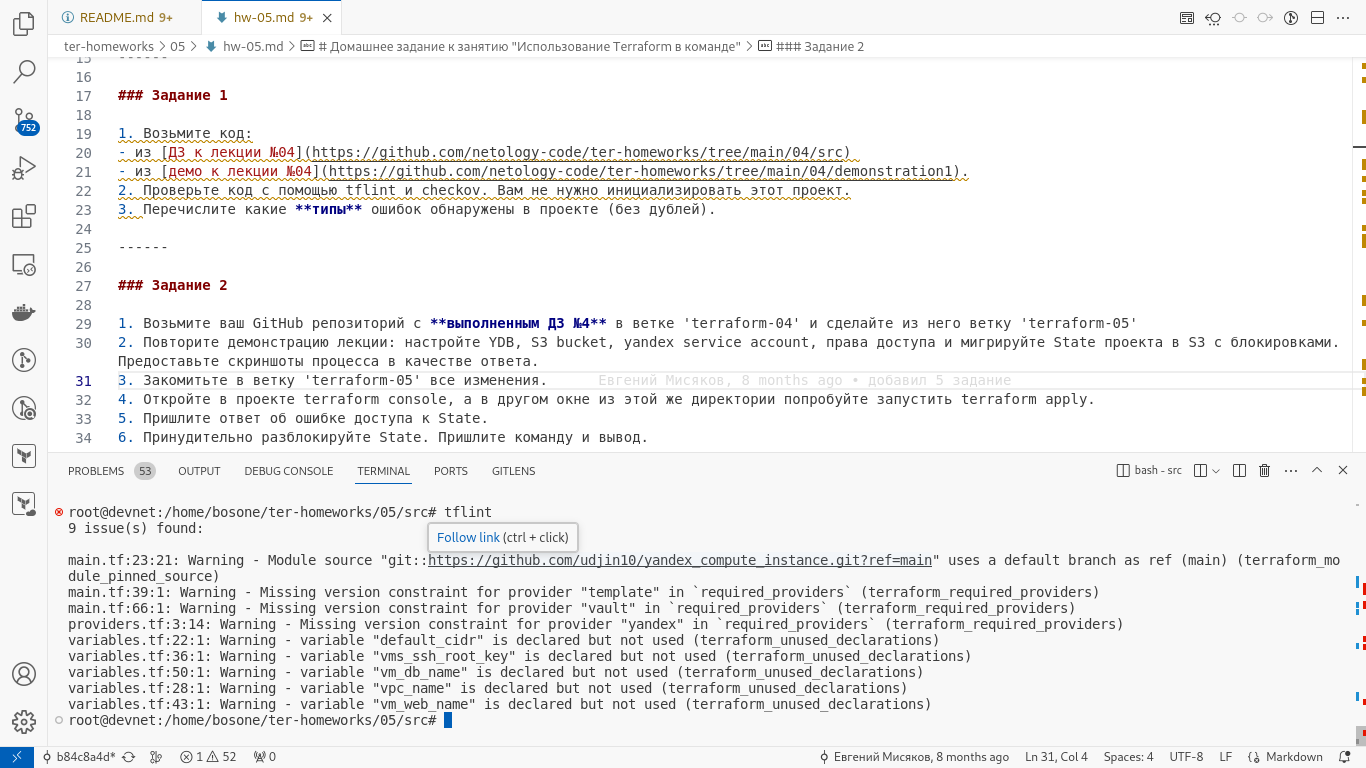 README.md 9+
hw-05.md 9+
ter-homeworks > 05 > hw-05.md > # Домашнее задание к занятию "Использование Terraform в команде" > ### Задание 2
15 ------
16
17 ### Задание 1
18
19 1. Возьмите код:
20 - из [ДЗ к лекции №04](https://github.com/netology-code/ter-homeworks/tree/main/04/src)
21 - из [демо к лекции №04](https://github.com/netology-code/ter-homeworks/tree/main/04/demonstration1).
22 2. Проверьте код с помощью tflint и checkov. Вам не нужно инициализировать этот проект.
23 3. Перечислите какие **типы** ошибок обнаружены в проекте (без дублей).
24
25 ------
26
27 ### Задание 2
28
29 1. Возьмите ваш GitHub репозиторий с **выполненным ДЗ №4** в ветке 'terraform-04' и сделайте из него ветку 'terraform-05'
30 2. Повторите демонстрацию лекции: настройте YDB, S3 bucket, yandex service account, права доступа и мигрируйте State проекта в S3 с блокировками.
Предоставьте скриншоты процесса в качестве ответа.
31 3. Закомитьте в ветку 'terraform-05' все изменения. Евгений Мисяков, 8 months ago • добавил 5 задание
32 4. Откройте в проекте terraform console, а в другом окне из этой же директории попробуйте запустить terraform apply.
33 5. Пришлите ответ об ошибке доступа к State.
34 6. Принудительно разблокируйте State. Пришлите команду и вывод.
752
PROBLEMS 53 OUTPUT DEBUG CONSOLE TERMINAL PORTS GITLENS
bash - src
root@devnet:/home/bosone/ter-homeworks/05/src# tflint
9 issue(s) found:
Follow link (ctrl + click)
main.tf:23:21: Warning - Module source "git::https://github.com/udjin10/yandex_compute_instance.git?ref=main" uses a default branch as ref (main) (terraform_mo
dule_pinned_source)
main.tf:39:1: Warning - Missing version constraint for provider "template" in `required_providers` (terraform_required_providers)
main.tf:66:1: Warning - Missing version constraint for provider "vault" in `required_providers` (terraform_required_providers)
providers.tf:3:14: Warning - Missing version constraint for provider "yandex" in `required_providers` (terraform_required_providers)
variables.tf:22:1: Warning - variable "default_cidr" is declared but not used (terraform_unused_declarations)
variables.tf:36:1: Warning - variable "vms_ssh_root_key" is declared but not used (terraform_unused_declarations)
variables.tf:50:1: Warning - variable "vm_db_name" is declared but not used (terraform_unused_declarations)
variables.tf:28:1: Warning - variable "vpc_name" is declared but not used (terraform_unused_declarations)
variables.tf:43:1: Warning - variable "vm_web_name" is declared but not used (terraform_unused_declarations)
root@devnet:/home/bosone/ter-homeworks/05/src#
b84c8a4d* 1 52 0
Евгений Мисяков, 8 months ago Ln 31, Col 4 Spaces: 4 UTF-8 LF Markdown